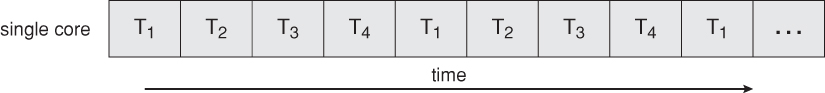 single core T₁ T₂ T₃ T₄ T₁ T₂ T₃ T₄ T₁ ...
time